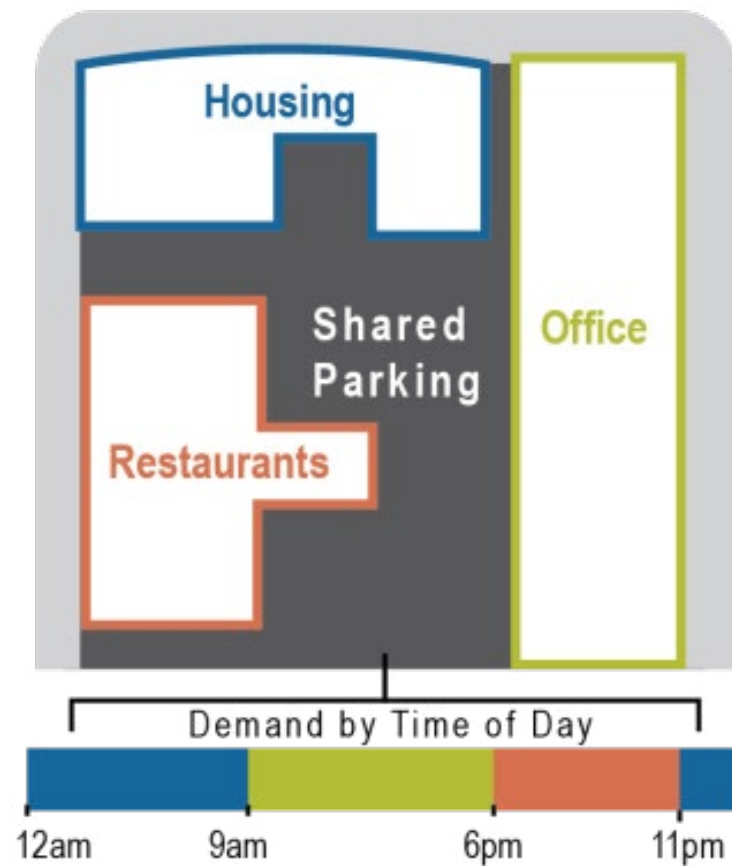 Housing
Shared
Parking
Office
Restaurants
Demand by Time of Day
12am
9am
6pm
11pm